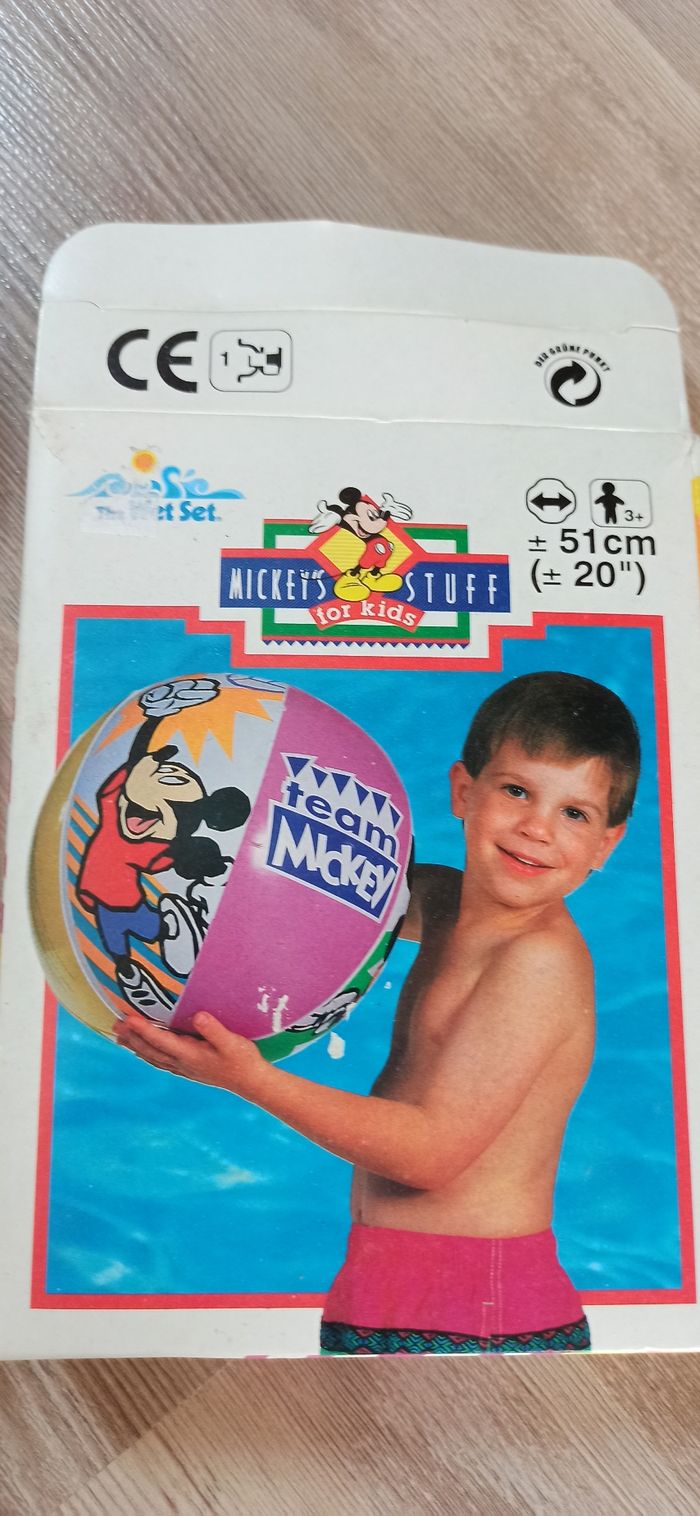 CE
1
DER GRÜNE PUNKT
The Wet Set.
3+
± 51cm
(± 20")
MICKEY'S STUFF
for kids
team
MICKEY